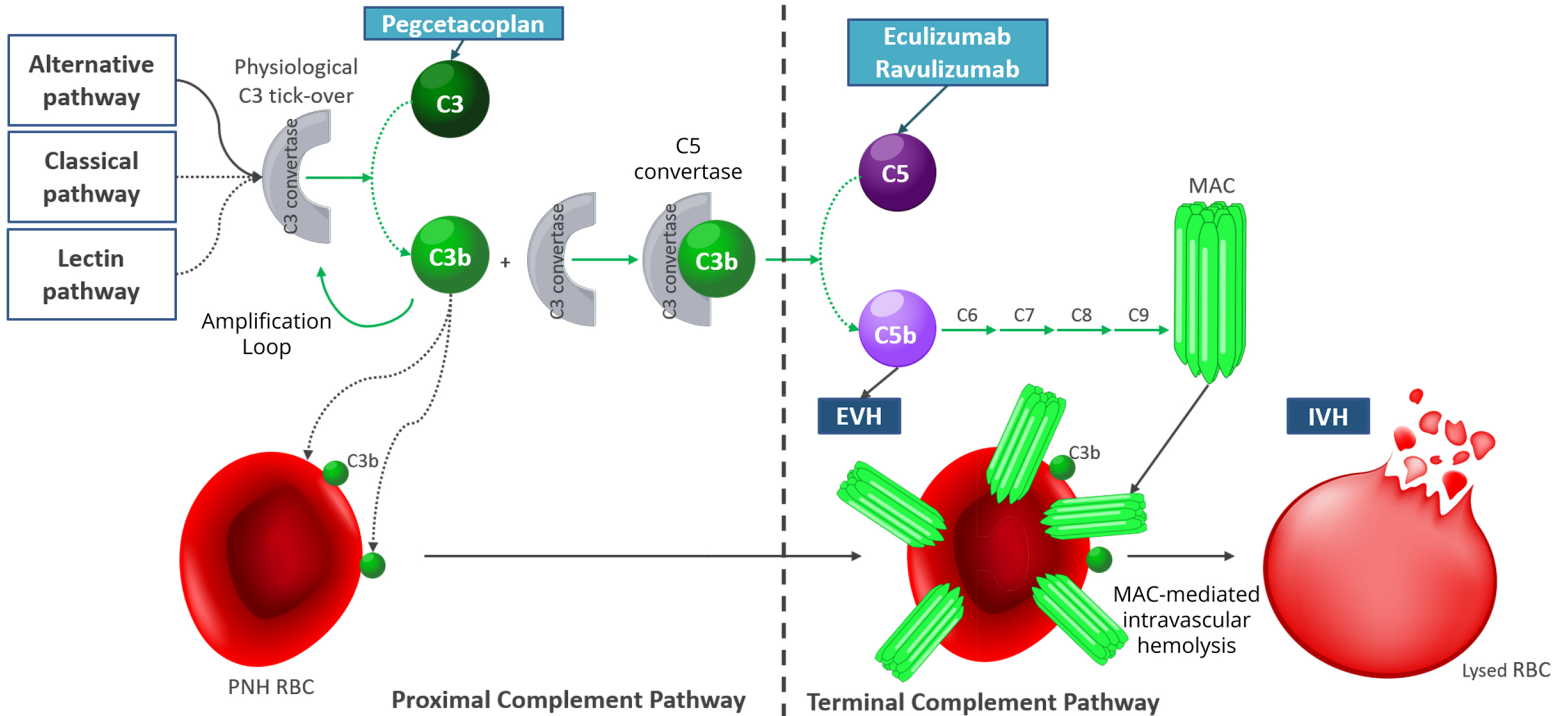 Pegcetacoplan
Eculizumab
Ravulizumab
Alternative
pathway
Classical
pathway
Lectin
pathway
Physiological
C3 tick-over
C3 convertase
C3
C3b
+
Amplification
Loop
C3 convertase
C5
convertase
C3 convertase
C3b
C5
C5b
C6
C7
C8
C9
MAC
EVH
IVH
C3b
C3b
MAC-mediated
intravascular
hemolysis
PNH RBC
Lysed RBC
Proximal Complement Pathway
Terminal Complement Pathway